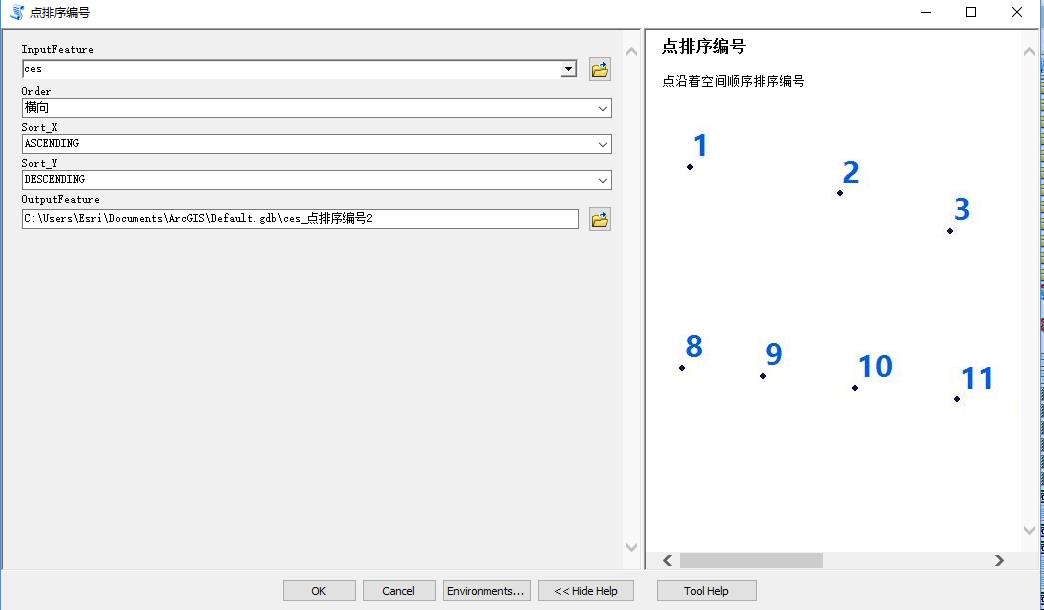 点排序编号
InputFeature
ces
Order
横向
Sort_X
ASCENDING
Sort_Y
DESCENDING
OutputFeature
C:\Users\Esri\Documents\ArcGIS\Default.gdb\ces_点排序编号2
点排序编号
点沿着空间顺序排序编号
1
2
3
8
9
10
11
OK
Cancel
Environments...
<< Hide Help
Tool Help